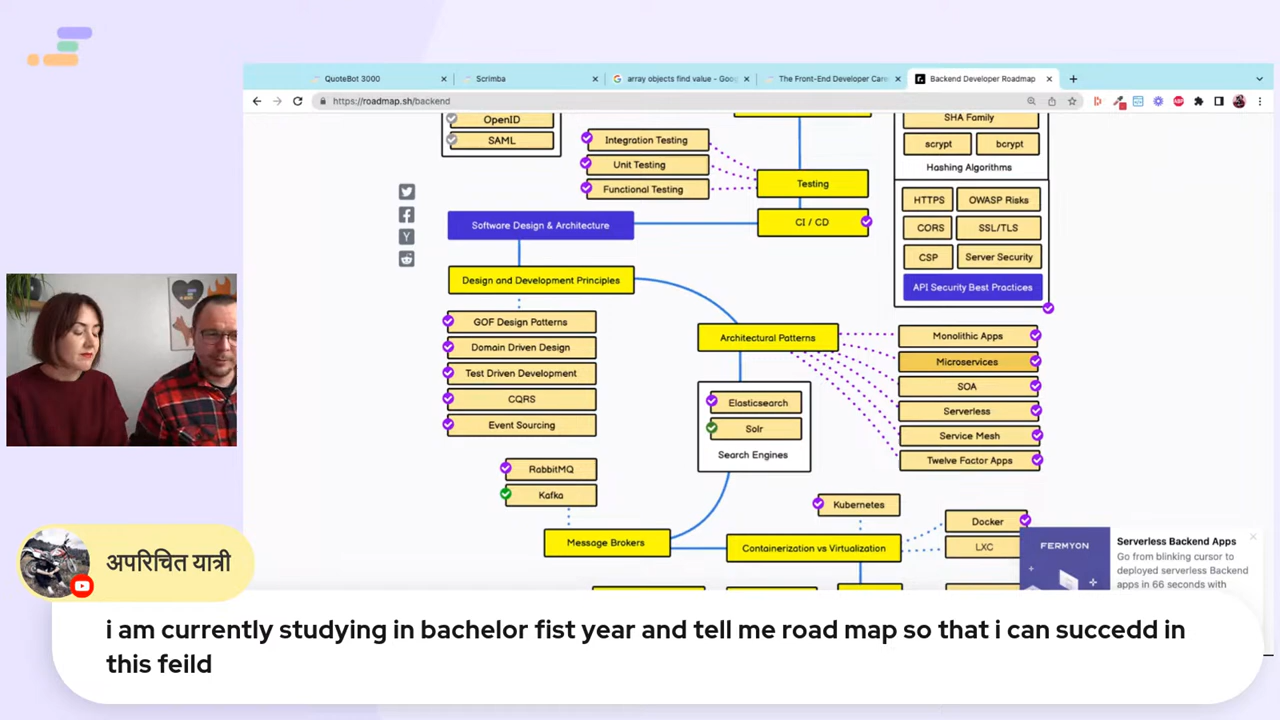 QuoteBot 3000
Scrimba
array objects find value - Goo
The Front-End Developer Care
Backend Developer Roadmap
https://roadmap.sh/backend
OpenID
SAML
Integration Testing
Unit Testing
Functional Testing
Testing
CI / CD
SHA Family
scrypt
bcrypt
Hashing Algorithms
HTTPS
OWASP Risks
CORS
SSL/TLS
CSP
Server Security
API Security Best Practices
Software Design & Architecture
Design and Development Principles
GOF Design Patterns
Domain Driven Design
Test Driven Development
CQRS
Event Sourcing
Architectural Patterns
Monolithic Apps
Microservices
SOA
Serverless
Service Mesh
Twelve Factor Apps
Elasticsearch
Solr
Search Engines
RabbitMQ
Kafka
Message Brokers
Kubernetes
Containerization vs Virtualization
Docker
LXC
FERMYON
Serverless Backend Apps
Go from blinking cursor to
deployed serverless Backend
apps in 66 seconds with
अपरिचित यात्री
i am currently studying in bachelor fist year and tell me road map so that i can succedd in
this feild